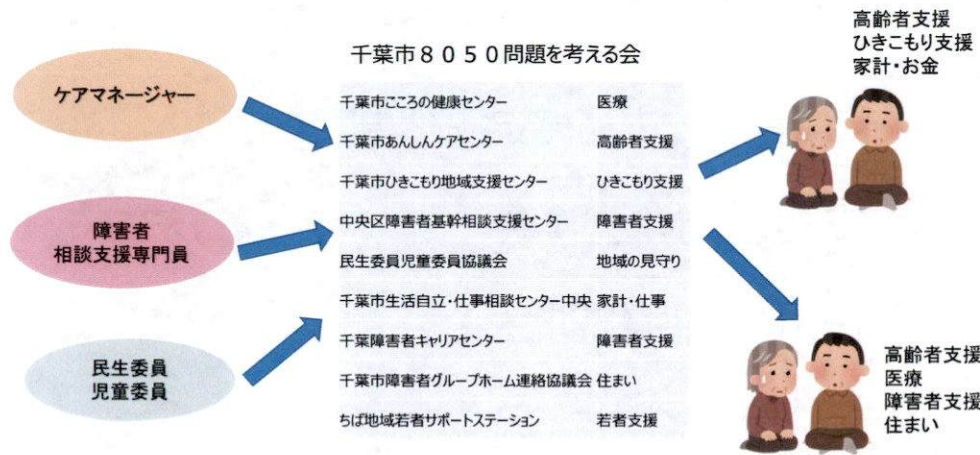 ケアマネージャー
障害者
相談支援専門員
民生委員
児童委員
千葉市８０５０問題を考える会
千葉市こころの健康センター 医療
千葉市あんしんケアセンター 高齢者支援
千葉市ひきこもり地域支援センター ひきこもり支援
中央区障害者基幹相談支援センター 障害者支援
民生委員児童委員協議会 地域の見守り
千葉市生活自立・仕事相談センター中央 家計・仕事
千葉障害者キャリアセンター 障害者支援
千葉市障害者グループホーム連絡協議会 住まい
ちば地域若者サポートステーション 若者支援
高齢者支援
ひきこもり支援
家計・お金
高齢者支援
医療
障害者支援
住まい